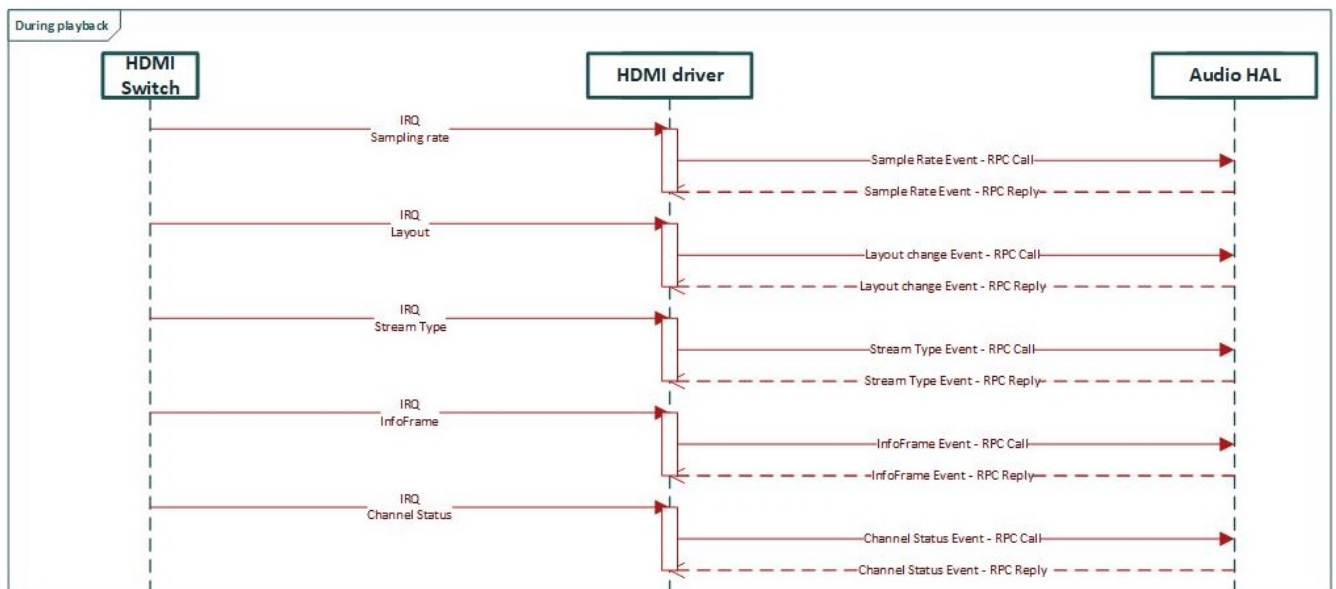 During playback
HDMI
Switch
HDMI driver
Audio HAL
IRQ
Sampling rate
Sample Rate Event - RPC Call
Sample Rate Event - RPC Reply
IRQ
Layout
Layout change Event - RPC Call
Layout change Event - RPC Reply
IRQ
Stream Type
Stream Type Event - RPC Call
Stream Type Event - RPC Reply
IRQ
InfoFrame
InfoFrame Event - RPC Call
InfoFrame Event - RPC Reply
IRQ
Channel Status
Channel Status Event - RPC Call
Channel Status Event - RPC Reply